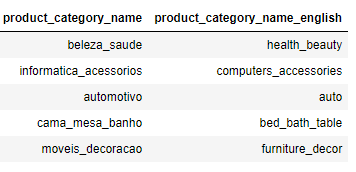 product_category_name product_category_name_english
beleza_saude health_beauty
informatica_acessorios computers_accessories
automotivo auto
cama_mesa_banho bed_bath_table
moveis_decoracao furniture_decor